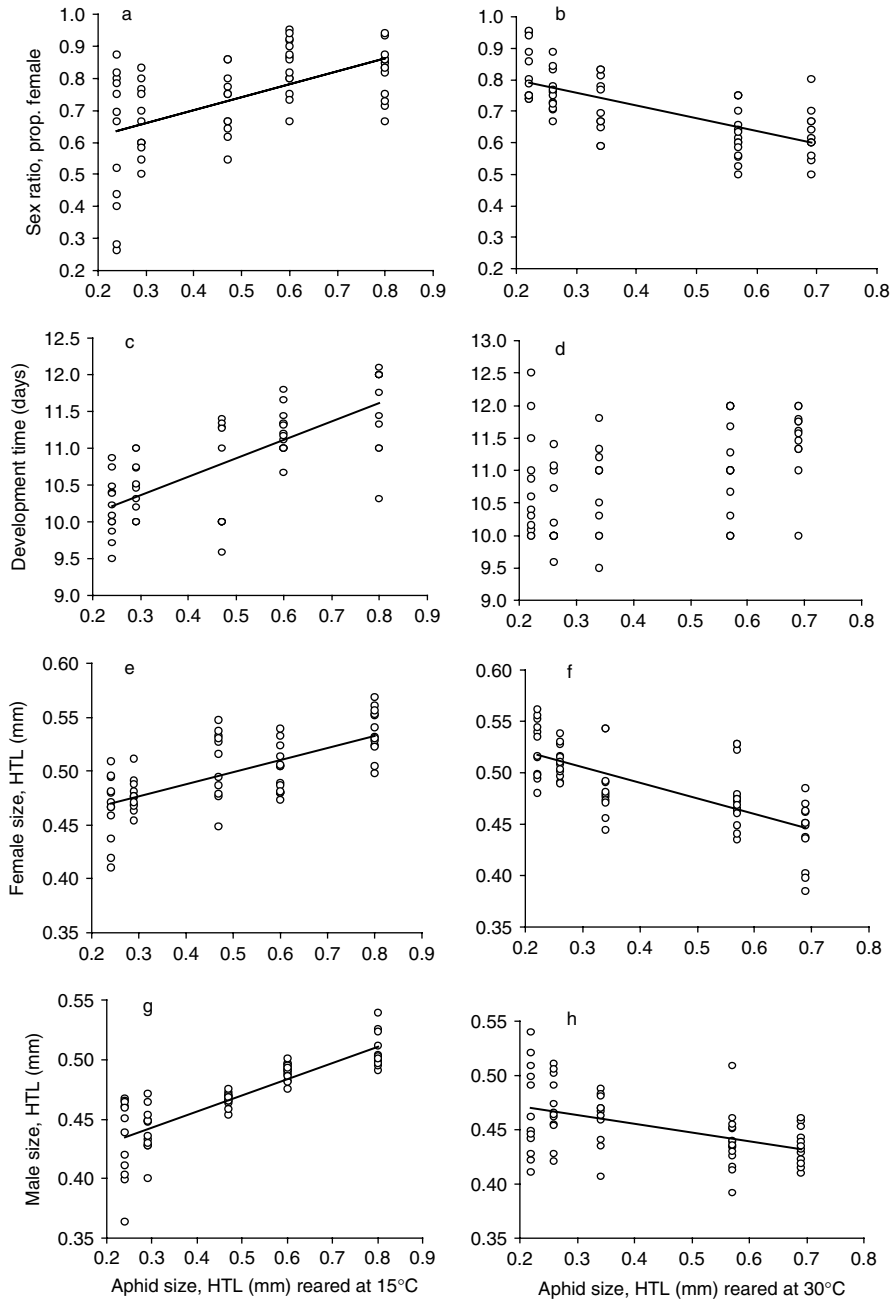 a
Sex ratio, prop. female
1.0
0.9
0.8
0.7
0.6
0.5
0.4
0.3
0.2
0.2 0.3 0.4 0.5 0.6 0.7 0.8 0.9
b
1.0
0.9
0.8
0.7
0.6
0.5
0.4
0.3
0.2
0.2 0.3 0.4 0.5 0.6 0.7 0.8
c
Development time (days)
12.5
12.0
11.5
11.0
10.5
10.0
9.5
9.0
0.2 0.3 0.4 0.5 0.6 0.7 0.8 0.9
d
13.0
12.5
12.0
11.5
11.0
10.5
10.0
9.5
9.0
0.2 0.3 0.4 0.5 0.6 0.7 0.8
e
Female size, HTL (mm)
0.60
0.55
0.50
0.45
0.40
0.35
0.2 0.3 0.4 0.5 0.6 0.7 0.8 0.9
f
0.60
0.55
0.50
0.45
0.40
0.35
0.2 0.3 0.4 0.5 0.6 0.7 0.8
g
Male size, HTL (mm)
0.55
0.50
0.45
0.40
0.35
0.2 0.3 0.4 0.5 0.6 0.7 0.8 0.9
Aphid size, HTL (mm) reared at 15°C
h
0.55
0.50
0.45
0.40
0.35
0.2 0.3 0.4 0.5 0.6 0.7 0.8
Aphid size, HTL (mm) reared at 30°C